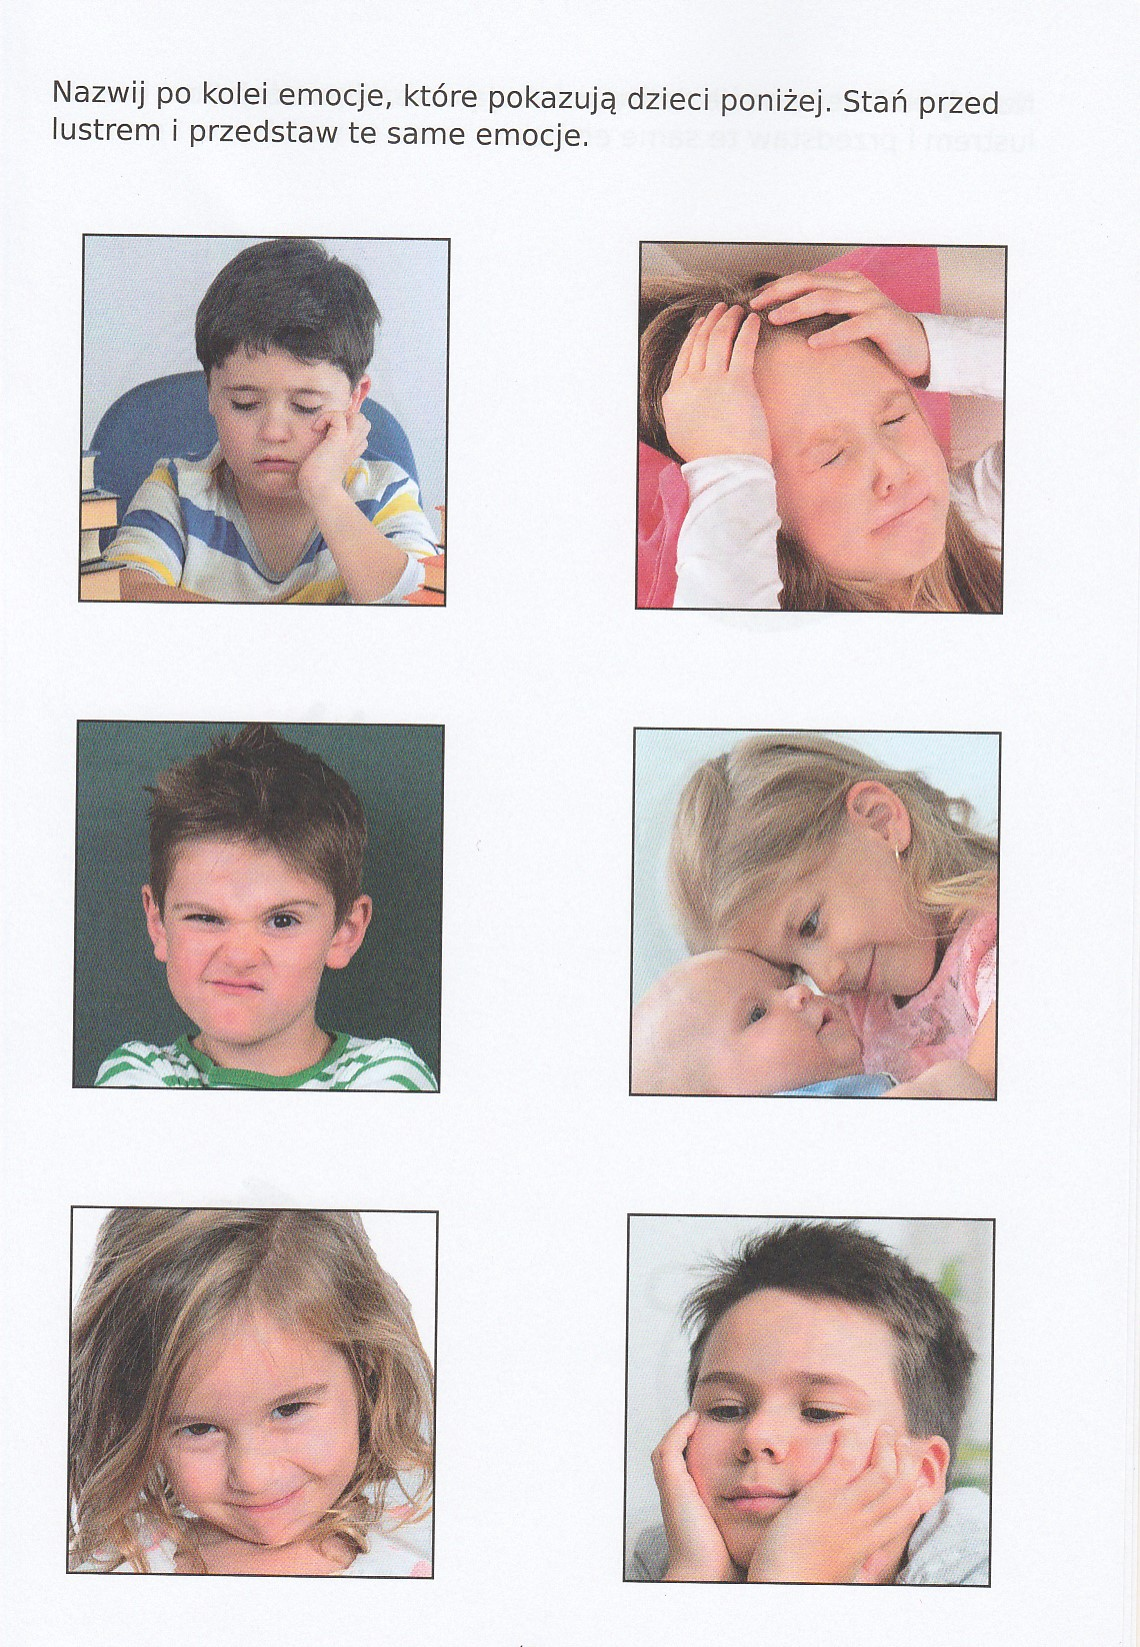 Nazwij po kolei emocje, które pokazują dzieci poniżej. Stań przed
lustrem i przedstaw te same emocje.